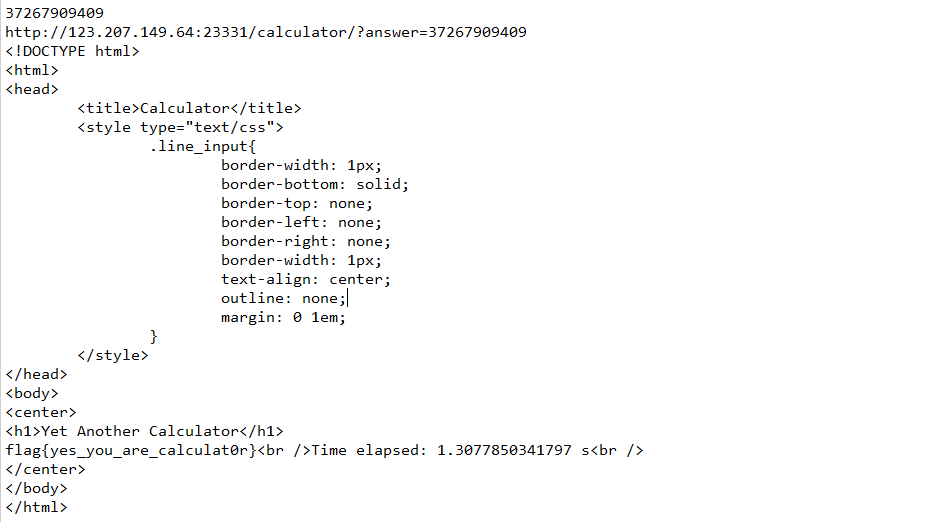 37267909409
http://123.207.149.64:23331/calculator/?answer=37267909409
<!DOCTYPE html>
<html>
<head>
        <title>Calculator</title>
        <style type="text/css">
                .line_input{
                        border-width: 1px;
                        border-bottom: solid;
                        border-top: none;
                        border-left: none;
                        border-right: none;
                        border-width: 1px;
                        text-align: center;
                        outline: none;
                        margin: 0 1em;
                }
        </style>
</head>
<body>
<center>
<h1>Yet Another Calculator</h1>
flag{yes_you_are_calculat0r}<br />Time elapsed: 1.3077850341797 s<br />
</center>
</body>
</html>